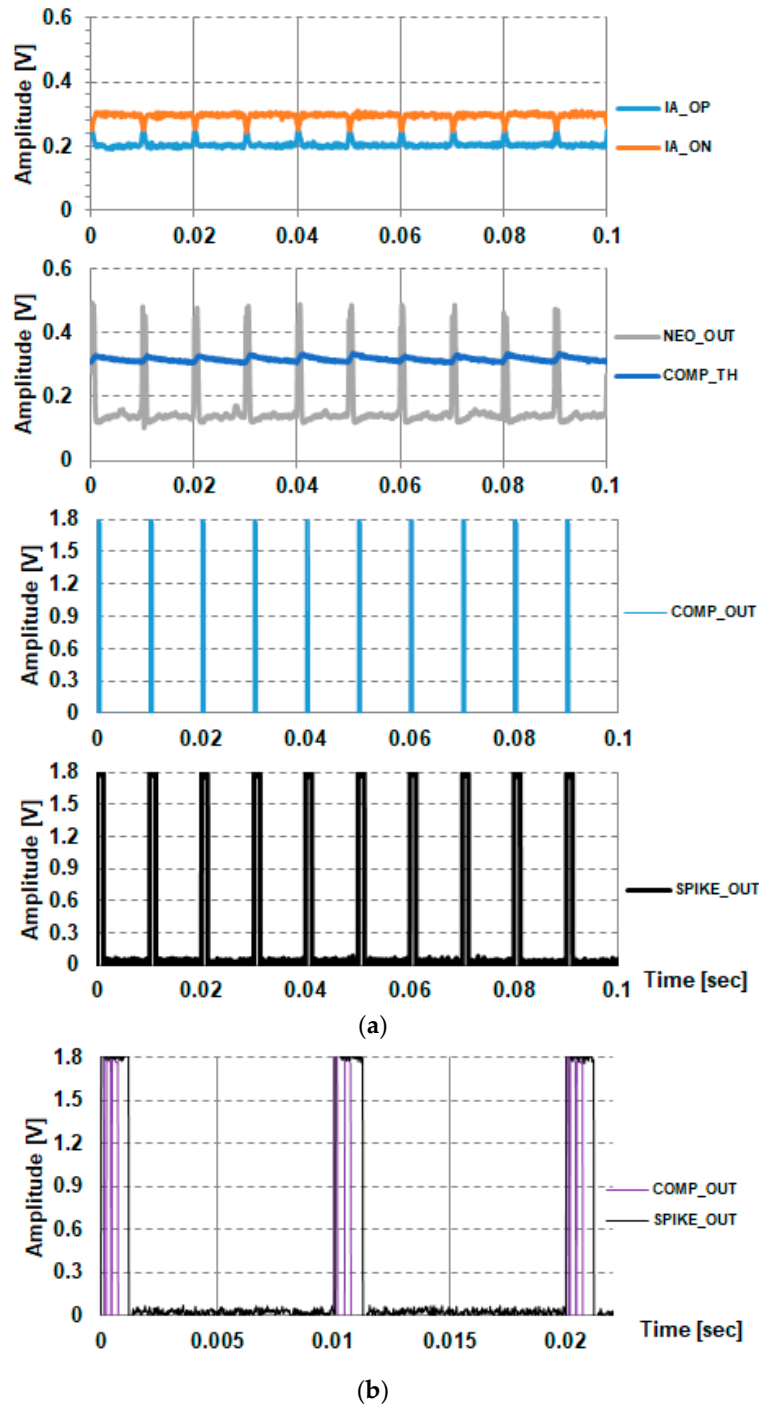 0.6
0.4
0.2
0
Amplitude [V]
0 0.02 0.04 0.06 0.08 0.1
IA_OP
IA_ON
0.6
0.4
0.2
0
Amplitude [V]
0 0.02 0.04 0.06 0.08 0.1
NEO_OUT
COMP_TH
1.8
1.5
1.2
0.9
0.6
0.3
0
Amplitude [V]
0 0.02 0.04 0.06 0.08 0.1
COMP_OUT
1.8
1.5
1.2
0.9
0.6
0.3
0
Amplitude [V]
0 0.02 0.04 0.06 0.08 0.1
SPIKE_OUT
Time [sec]
(a)
1.8
1.5
1.2
0.9
0.6
0.3
0
Amplitude [V]
0 0.005 0.01 0.015 0.02
COMP_OUT
SPIKE_OUT
Time [sec]
(b)